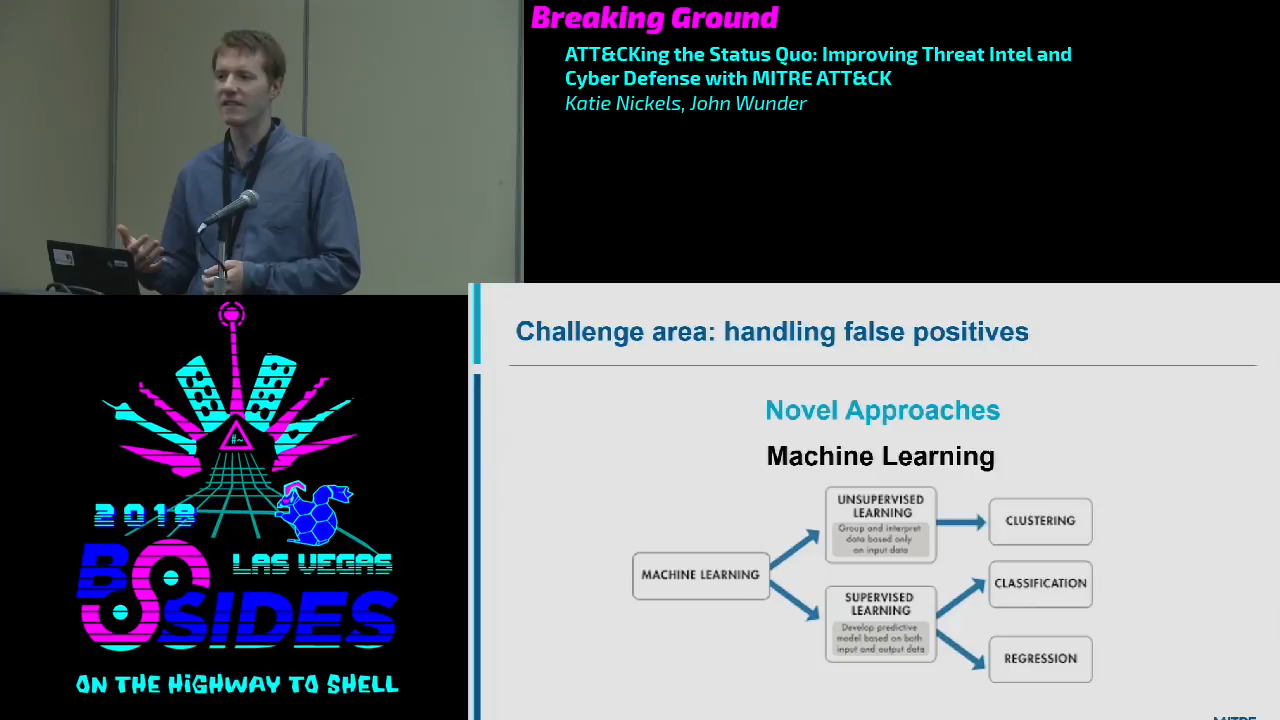 Breaking Ground
ATT&CKing the Status Quo: Improving Threat Intel and
Cyber Defense with MITRE ATT&CK
Katie Nickels, John Wunder
#~
2018
BSIDES
LAS VEGAS
ON THE HIGHWAY TO SHELL
Challenge area: handling false positives
Novel Approaches
Machine Learning
MACHINE LEARNING
UNSUPERVISED
LEARNING
Group and interpret
data based only
on input data
SUPERVISED
LEARNING
Develop predictive
model based on both
input and output data
CLUSTERING
CLASSIFICATION
REGRESSION
MITRE